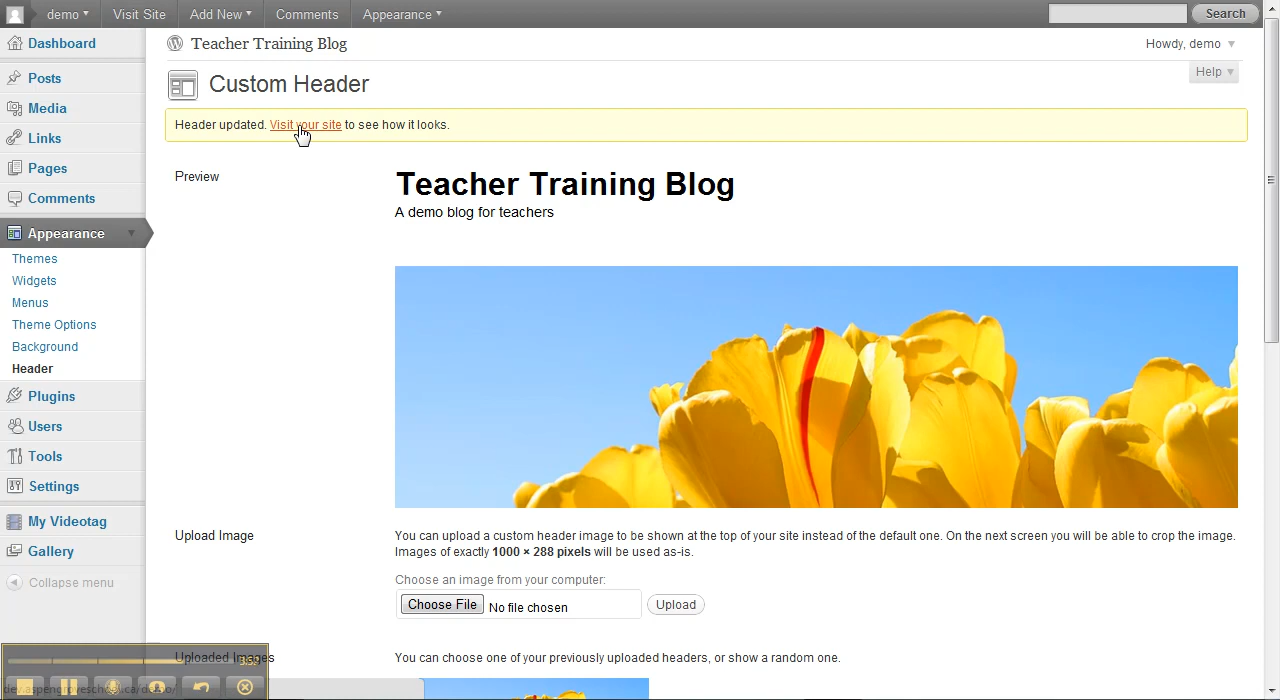 demo Visit Site Add New Comments Appearance Search
Dashboard
Posts
Media
Links
Pages
Comments
Appearance
Themes
Widgets
Menus
Theme Options
Background
Header
Plugins
Users
Tools
Settings
My Videotag
Gallery
Collapse menu
Teacher Training Blog Howdy, demo
Custom Header Help
Header updated. Visit your site to see how it looks.
Preview
Teacher Training Blog
A demo blog for teachers
Upload Image
You can upload a custom header image to be shown at the top of your site instead of the default one. On the next screen you will be able to crop the image.
Images of exactly 1000 × 288 pixels will be used as-is.
Choose an image from your computer:
Choose File No file chosen Upload
Uploaded Images
You can choose one of your previously uploaded headers, or show a random one.